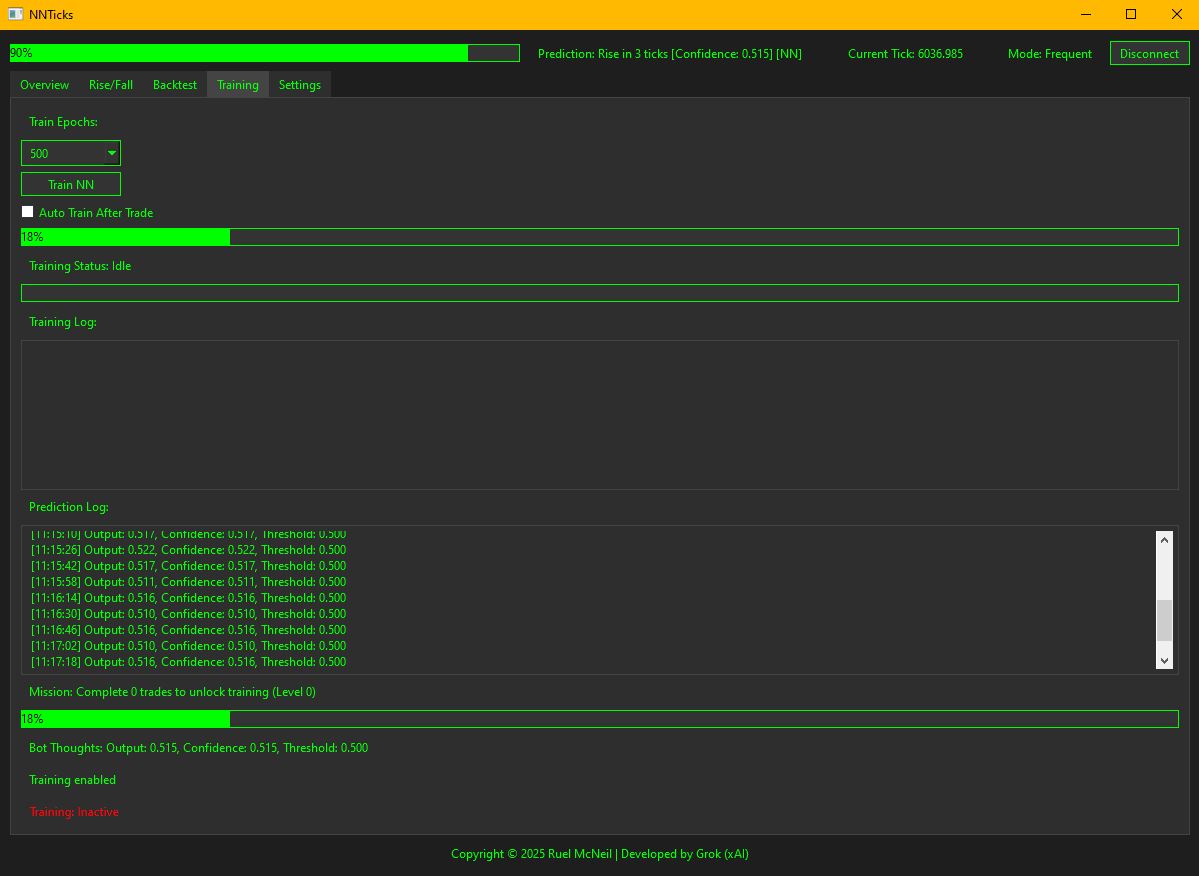 NNTicks
90% Prediction: Rise in 3 ticks [Confidence: 0.515] [NN] Current Tick: 6036.985 Mode: Frequent Disconnect
Overview Rise/Fall Backtest Training Settings
Train Epochs:
500
Train NN
Auto Train After Trade
18%
Training Status: Idle
Training Log:
Prediction Log:
[11:15:10] Output: 0.517, Confidence: 0.517, Threshold: 0.500
[11:15:26] Output: 0.522, Confidence: 0.522, Threshold: 0.500
[11:15:42] Output: 0.517, Confidence: 0.517, Threshold: 0.500
[11:15:58] Output: 0.511, Confidence: 0.511, Threshold: 0.500
[11:16:14] Output: 0.516, Confidence: 0.516, Threshold: 0.500
[11:16:30] Output: 0.510, Confidence: 0.510, Threshold: 0.500
[11:16:46] Output: 0.516, Confidence: 0.516, Threshold: 0.500
[11:17:02] Output: 0.510, Confidence: 0.510, Threshold: 0.500
[11:17:18] Output: 0.516, Confidence: 0.516, Threshold: 0.500
Mission: Complete 0 trades to unlock training (Level 0)
18%
Bot Thoughts: Output: 0.515, Confidence: 0.515, Threshold: 0.500
Training enabled
Training: Inactive
Copyright © 2025 Ruel McNeil | Developed by Grok (xAI)